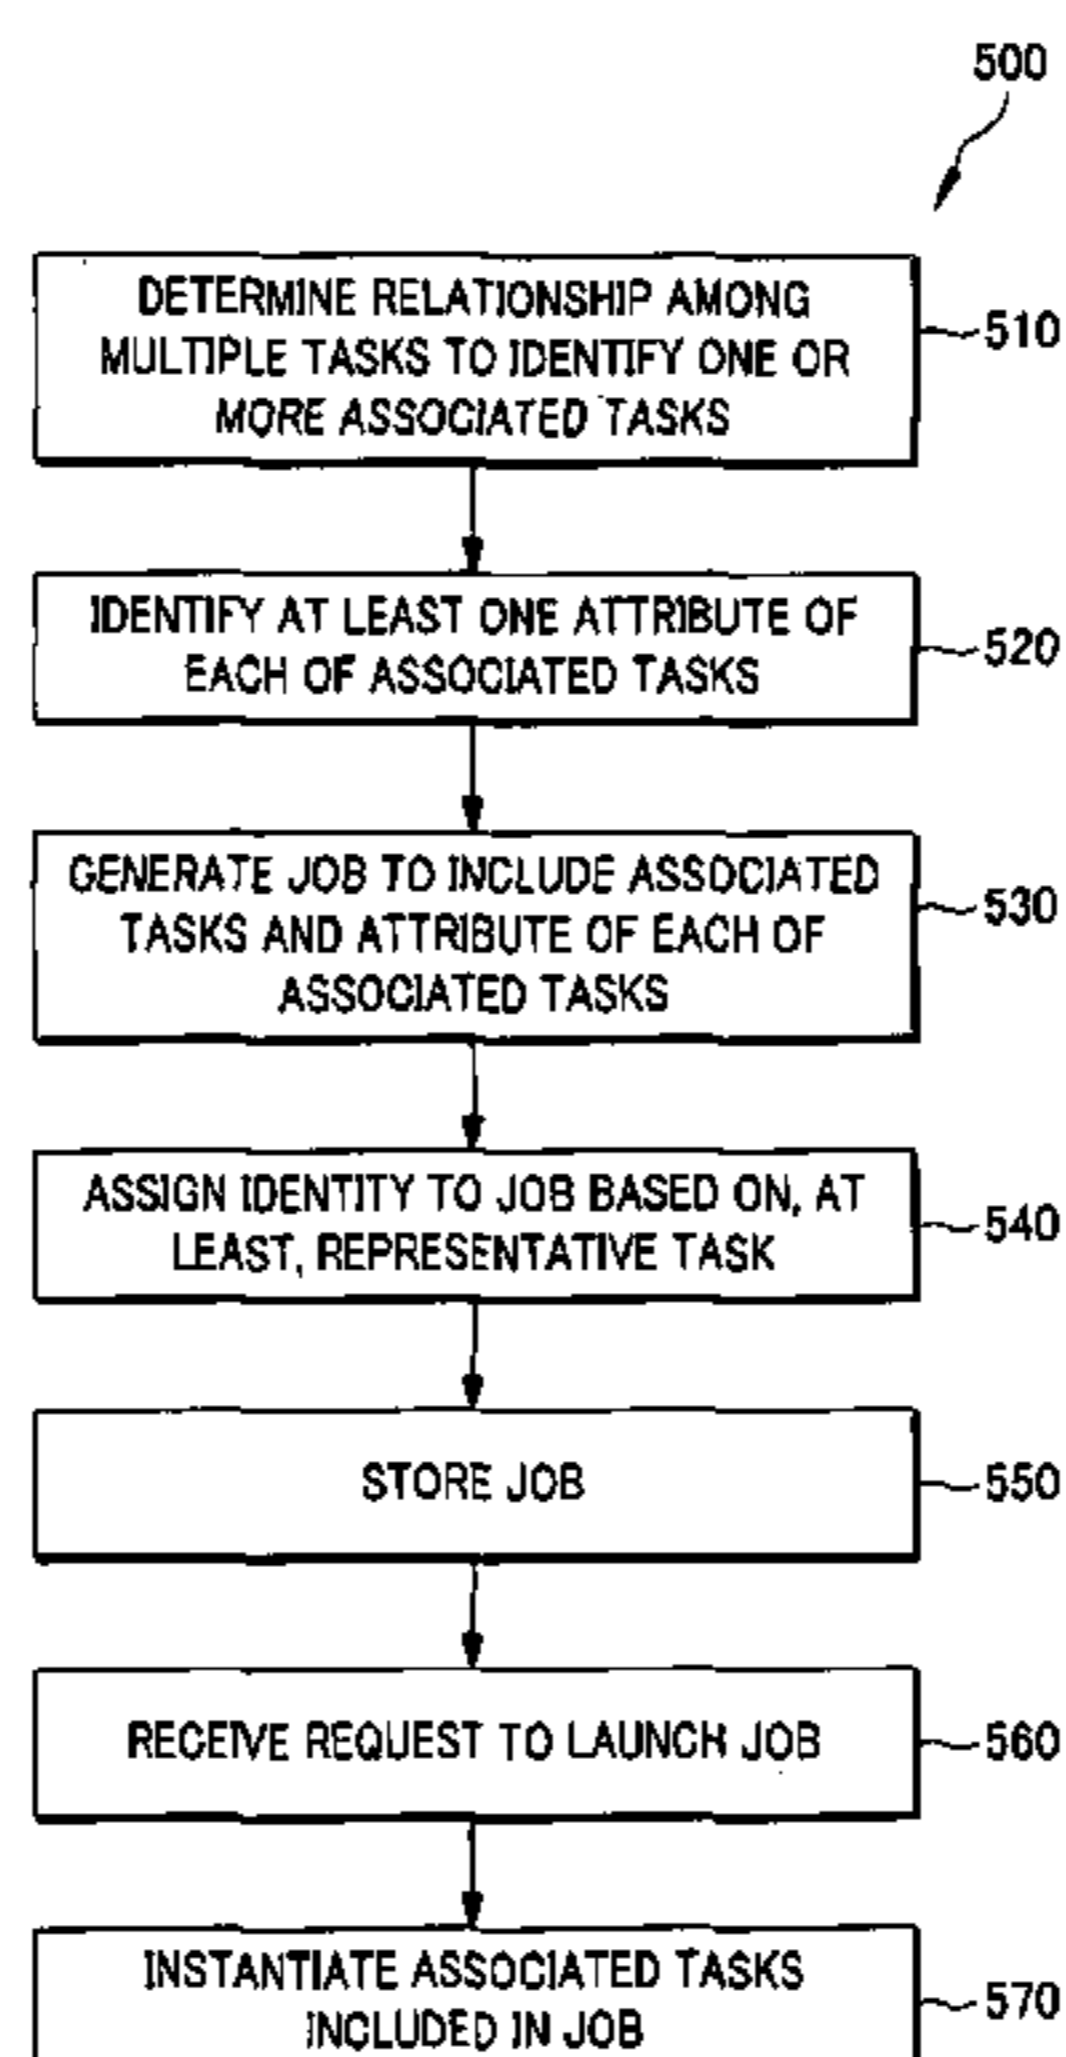 500
DETERMINE RELATIONSHIP AMONG
MULTIPLE TASKS TO IDENTIFY ONE OR
MORE ASSOCIATED TASKS
510
IDENTIFY AT LEAST ONE ATTRIBUTE OF
EACH OF ASSOCIATED TASKS
520
GENERATE JOB TO INCLUDE ASSOCIATED
TASKS AND ATTRIBUTE OF EACH OF
ASSOCIATED TASKS
530
ASSIGN IDENTITY TO JOB BASED ON, AT
LEAST, REPRESENTATIVE TASK
540
STORE JOB
550
RECEIVE REQUEST TO LAUNCH JOB
560
INSTANTIATE ASSOCIATED TASKS
INCLUDED IN JOB
570